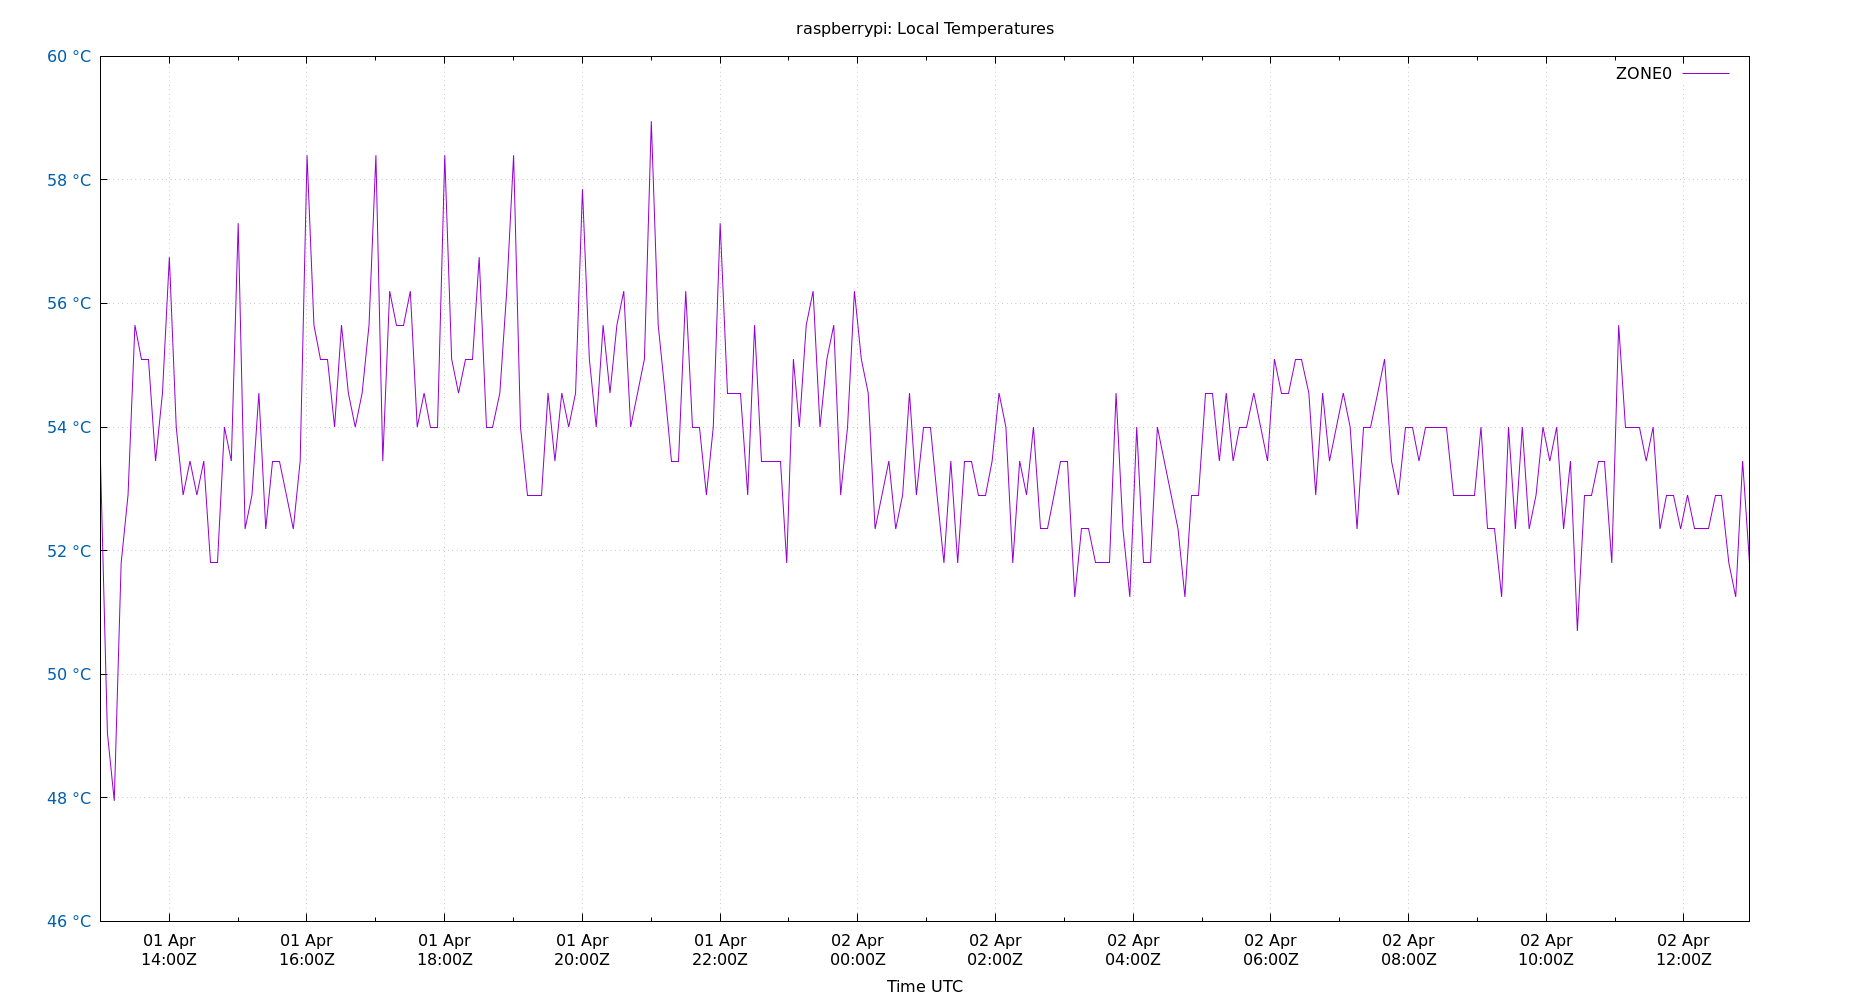 raspberrypi: Local Temperatures
60 °C
ZONE0
58 °C
56 °C
54 °C
52 °C
50 °C
48 °C
46 °C
01 Apr 01 Apr 01 Apr 01 Apr 01 Apr 02 Apr 02 Apr 02 Apr 02 Apr 02 Apr 02 Apr 02 Apr
14:00Z 16:00Z 18:00Z 20:00Z 22:00Z 00:00Z 02:00Z 04:00Z 06:00Z 08:00Z 10:00Z 12:00Z
Time UTC